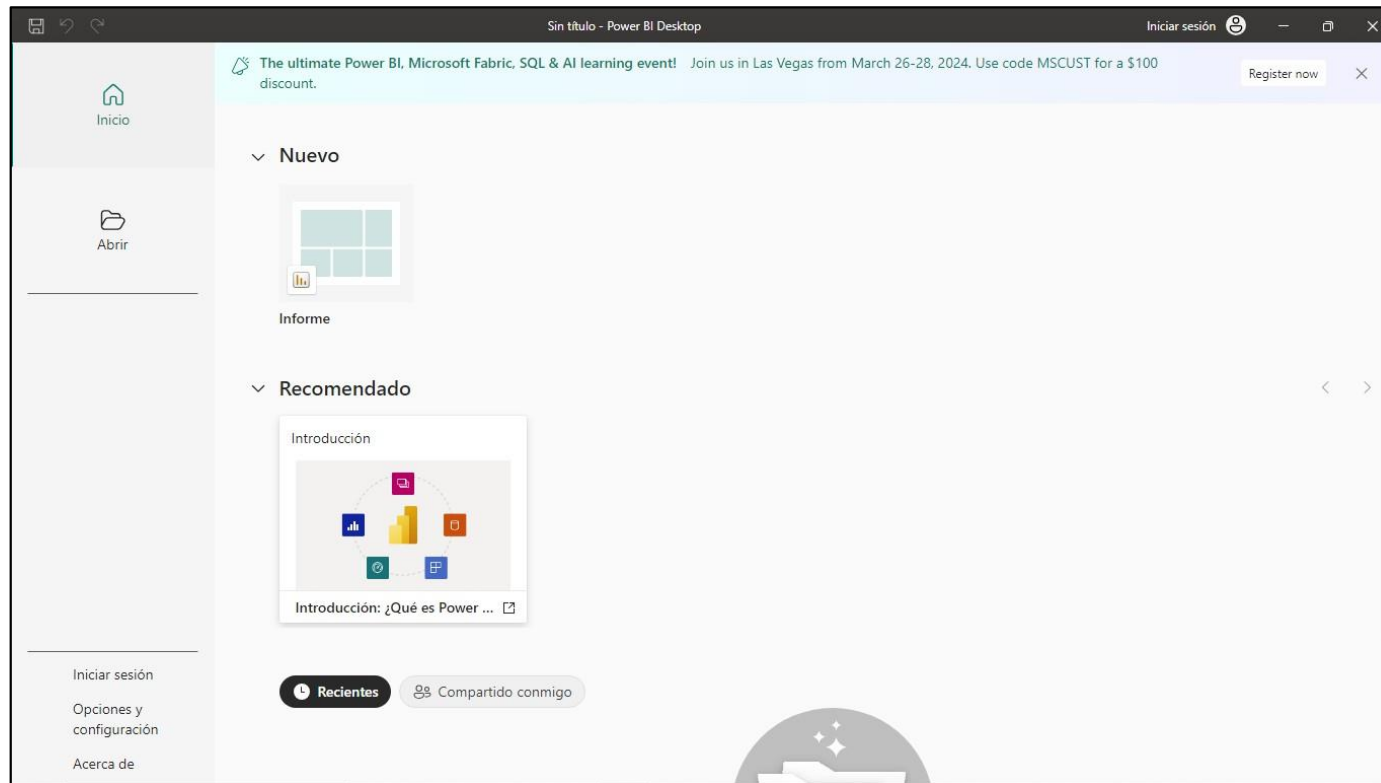 Sin título - Power BI Desktop
Iniciar sesión
Inicio
Abrir
Iniciar sesión
Opciones y
configuración
Acerca de
The ultimate Power BI, Microsoft Fabric, SQL & AI learning event! Join us in Las Vegas from March 26-28, 2024. Use code MSCUST for a $100
discount.
Register now
Nuevo
Informe
Recomendado
Introducción
Introducción: ¿Qué es Power ...
Recientes
Compartido conmigo